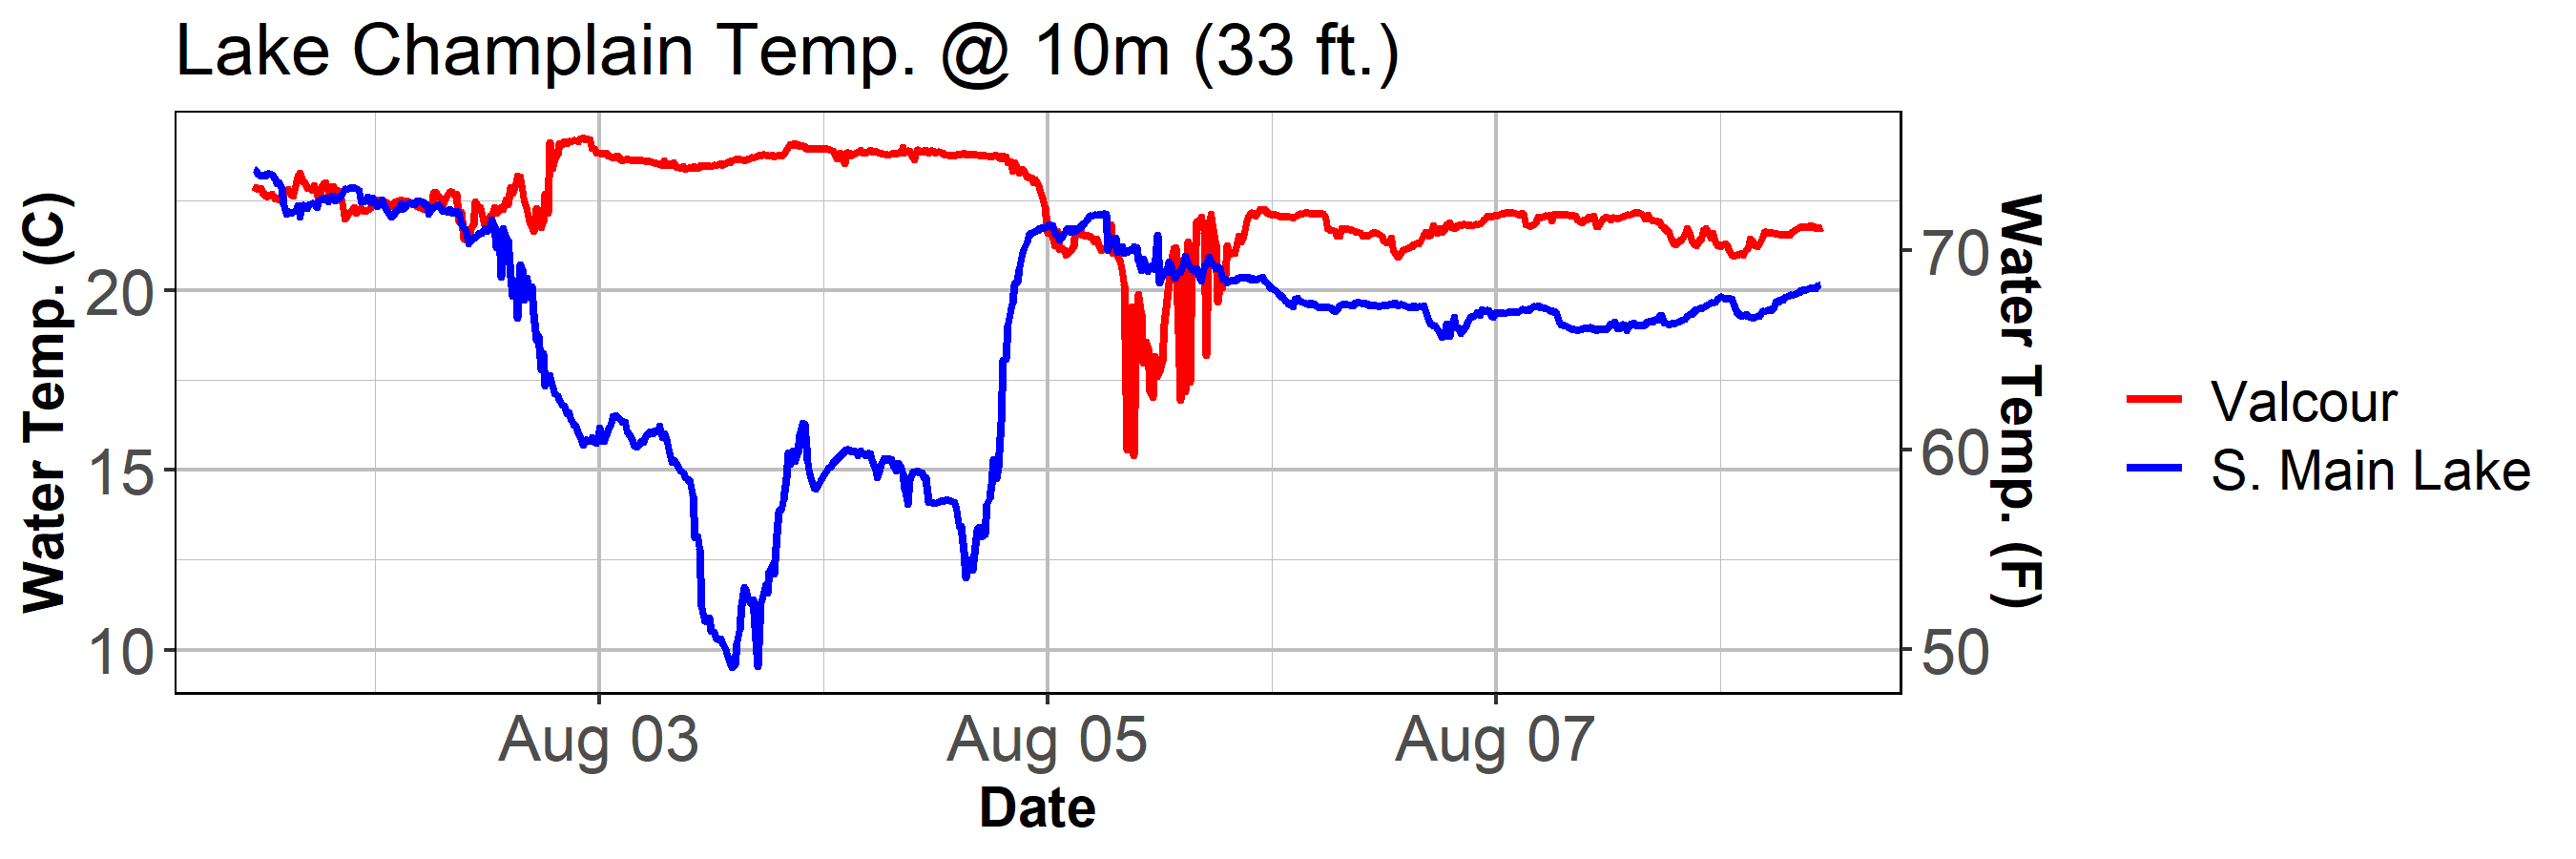 Lake Champlain Temp. @ 10m (33 ft.)
Water Temp. (C)
20
15
10
70
60
50
Water Temp. (F)
Aug 03
Aug 05
Aug 07
Date
Valcour
S. Main Lake